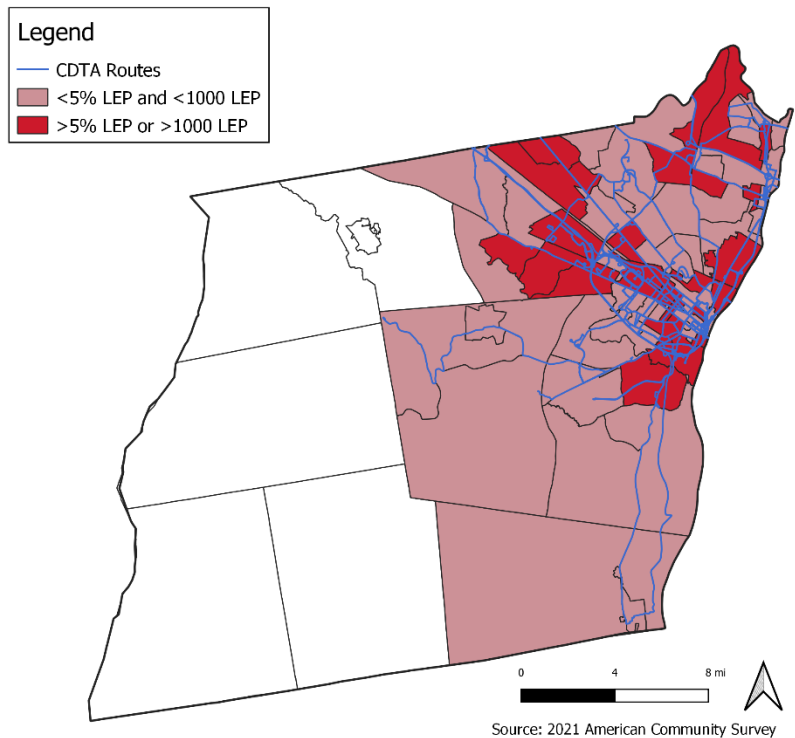 Legend
CDTA Routes
<5% LEP and <1000 LEP
>5% LEP or >1000 LEP
0 4 8 mi
Source: 2021 American Community Survey